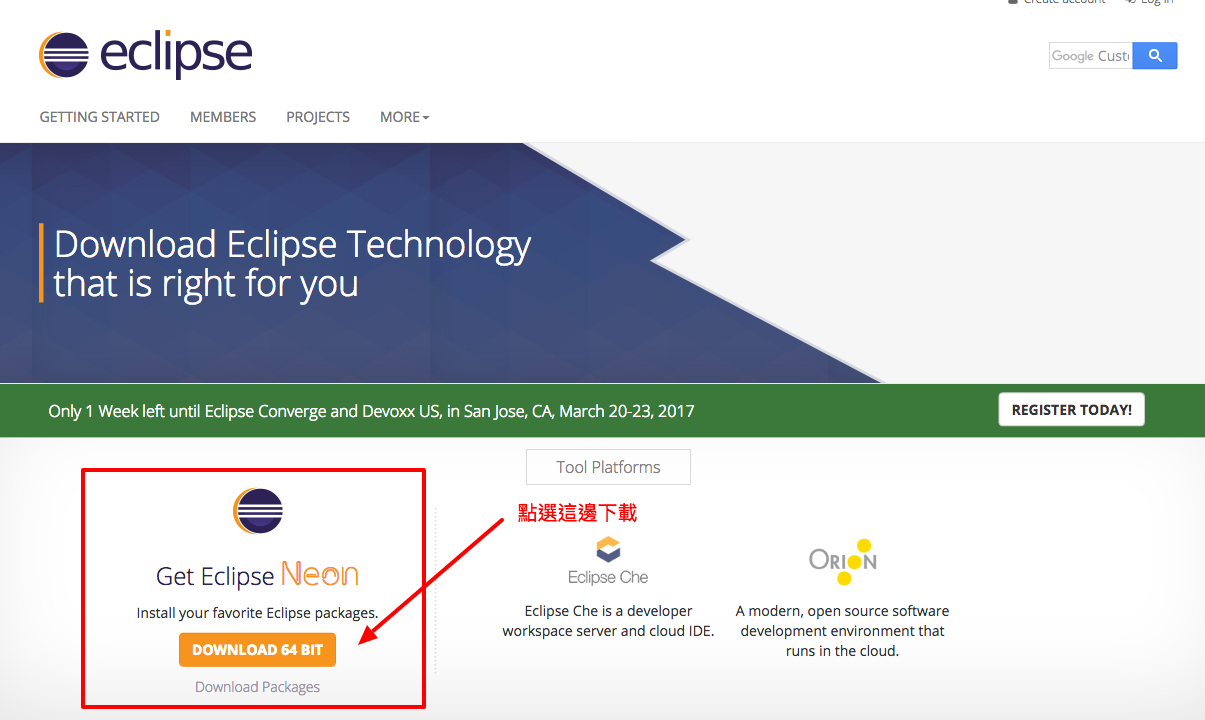 Create account Log in
eclipse
Google Cust
GETTING STARTED MEMBERS PROJECTS MORE
Download Eclipse Technology
that is right for you
Only 1 Week left until Eclipse Converge and Devoxx US, in San Jose, CA, March 20-23, 2017
REGISTER TODAY!
Tool Platforms
點選這邊下載
Get Eclipse Neon
Install your favorite Eclipse packages.
DOWNLOAD 64 BIT
Download Packages
Eclipse Che
Eclipse Che is a developer
workspace server and cloud IDE.
ORION
A modern, open source software
development environment that
runs in the cloud.